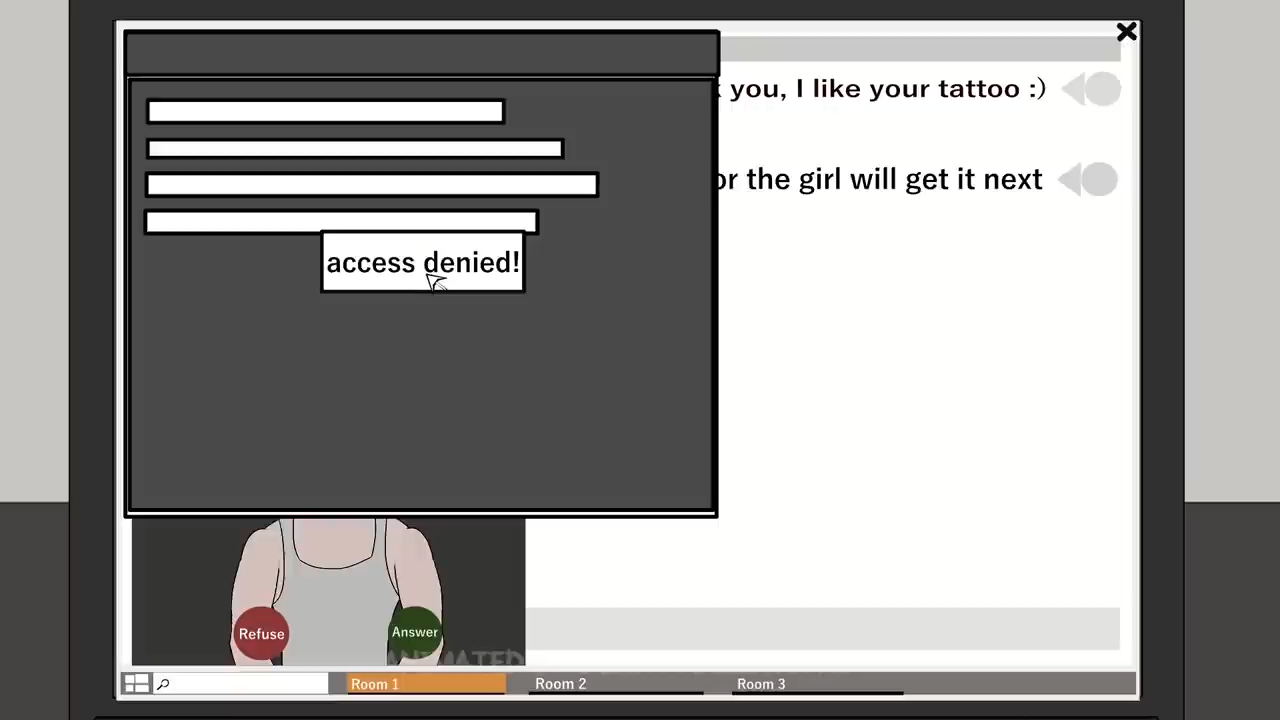 you, I like your tattoo :)
or the girl will get it next
access denied!
Refuse
Answer
ANIMATED
Room 1
Room 2
Room 3